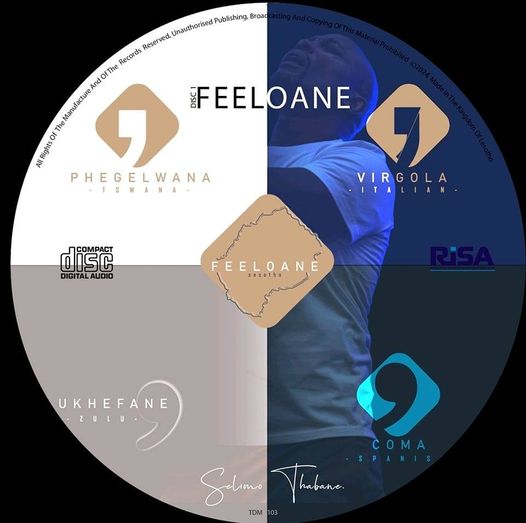 All Rights Of The Manufacture And Of The Records Reserved, Unauthorised Publishing, Broadcasting And Copying Of This Material Prohibited (c)2024 Made In The Kingdom Of Lesotho
DISC 1
FEELOANE
PHEGELWANA
- TSWANA -
VIRGOLA
- ITALIAN -
COMPACT
disc
DIGITAL AUDIO
FEELOANE
sesotho
RiSA
UKHEFANE
- ZULU -
COMA
- SPANIS
Selimo Thabane.
TDM 103